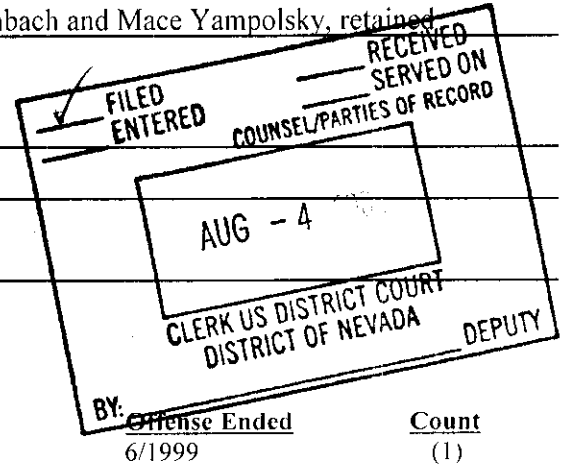 nbach and Mace Yampolsky, retained
FILED RECEIVED
ENTERED SERVED ON
COUNSEL/PARTIES OF RECORD
AUG - 4
CLERK US DISTRICT COURT
DISTRICT OF NEVADA
BY: DEPUTY
Offense Ended Count
6/1999 (1)